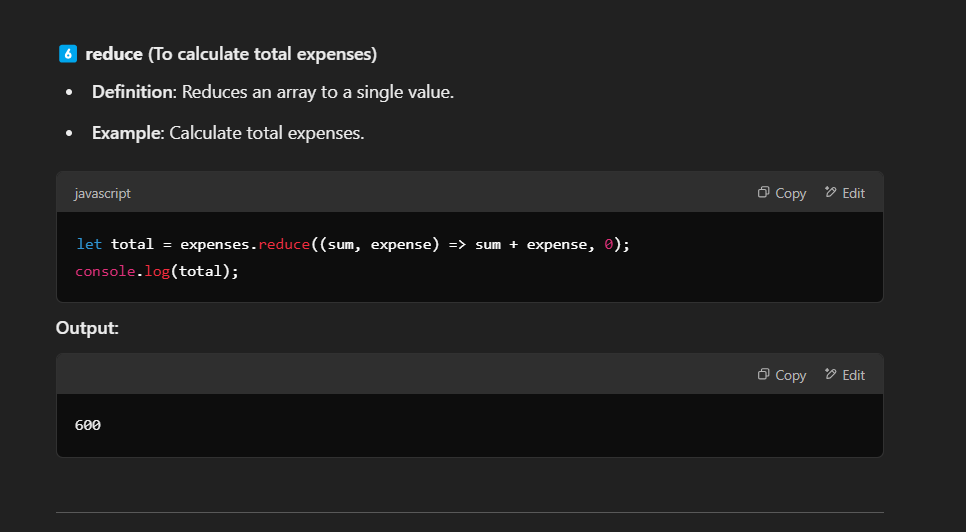 6 reduce (To calculate total expenses)
• Definition: Reduces an array to a single value.
• Example: Calculate total expenses.
javascript Copy Edit
let total = expenses.reduce((sum, expense) => sum + expense, 0);
console.log(total);
Output:
Copy Edit
600